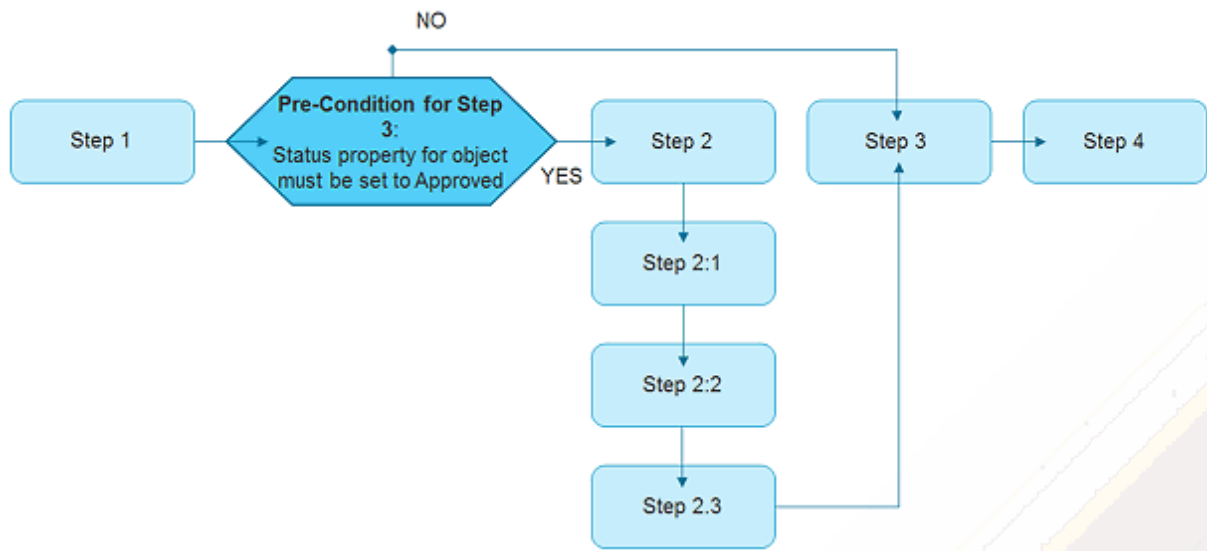 NO
Step 1
Pre-Condition for Step
3:
Status property for object
must be set to Approved
YES
Step 2
Step 3
Step 4
Step 2:1
Step 2:2
Step 2.3